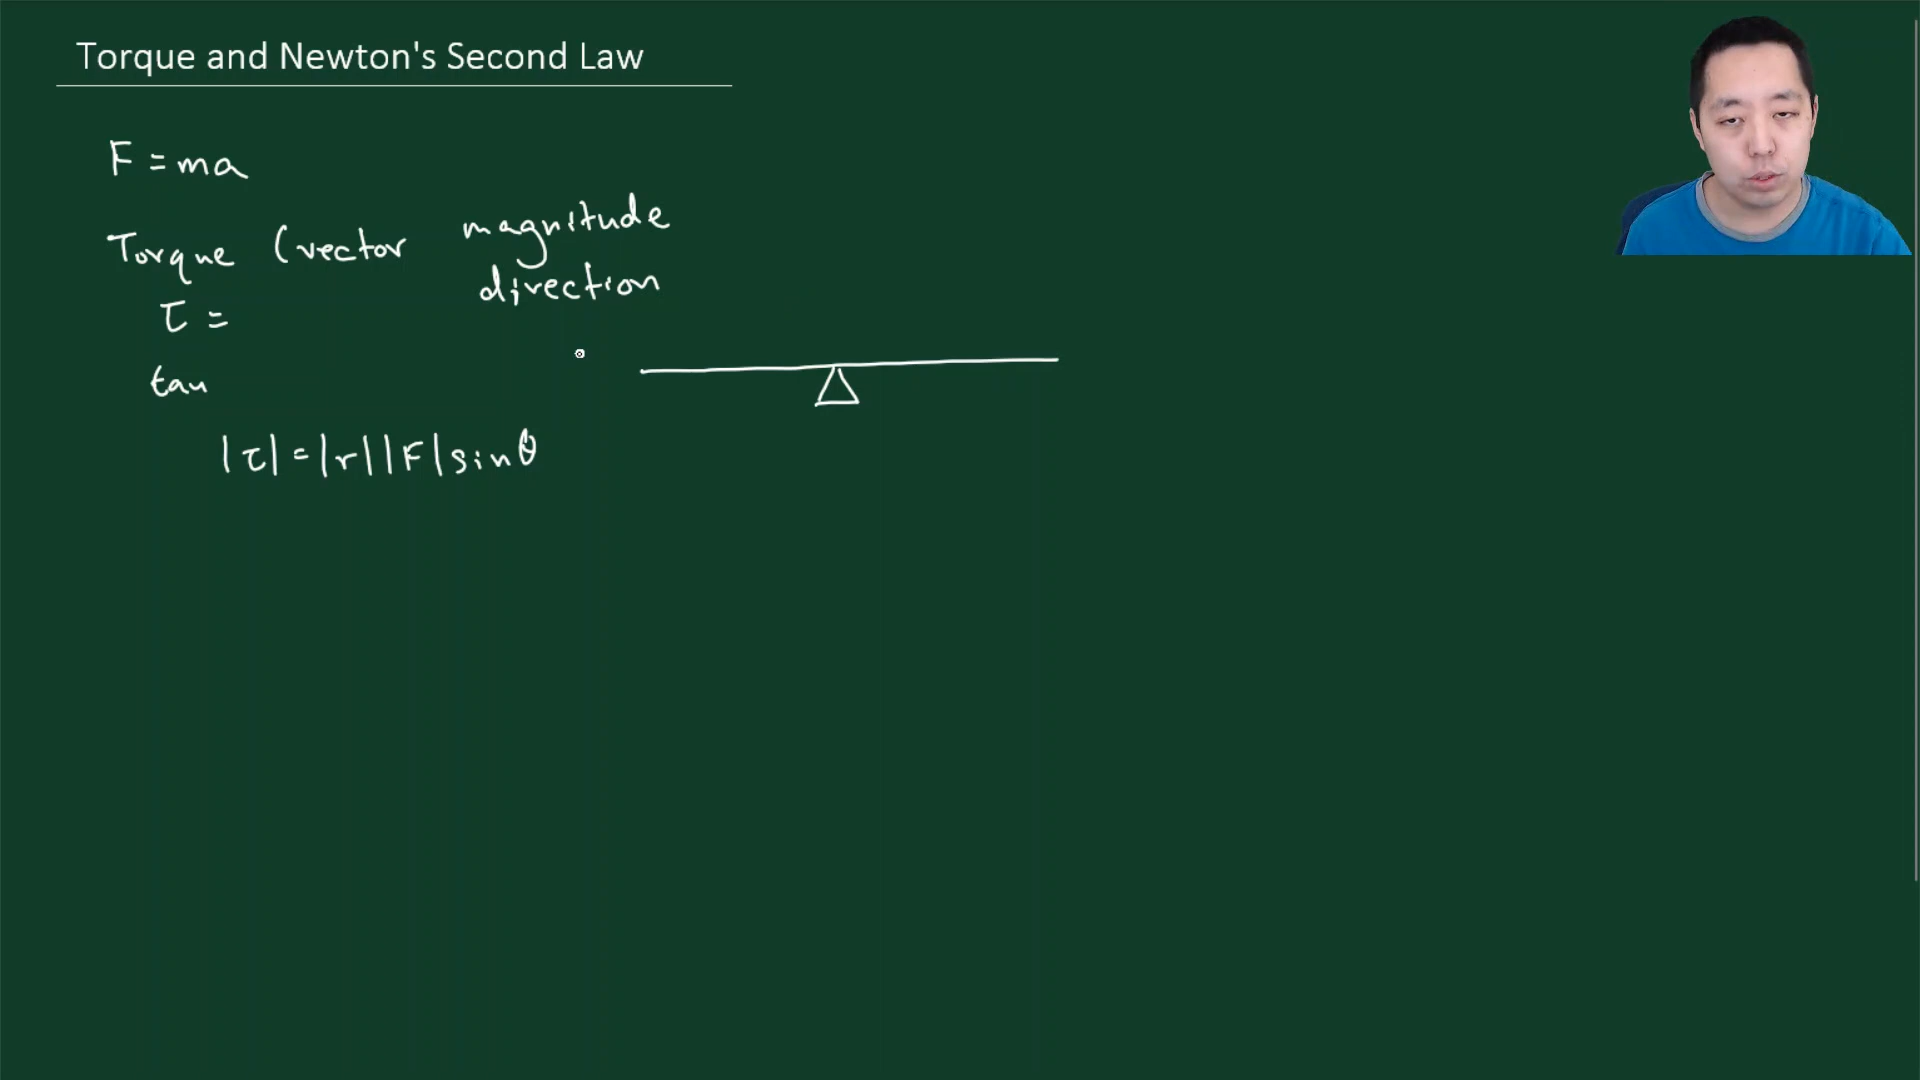 Torque and Newton's Second Law
F = ma
Torque (vector magnitude
direction
τ =
tau
|τ| = |r||F| sinθ